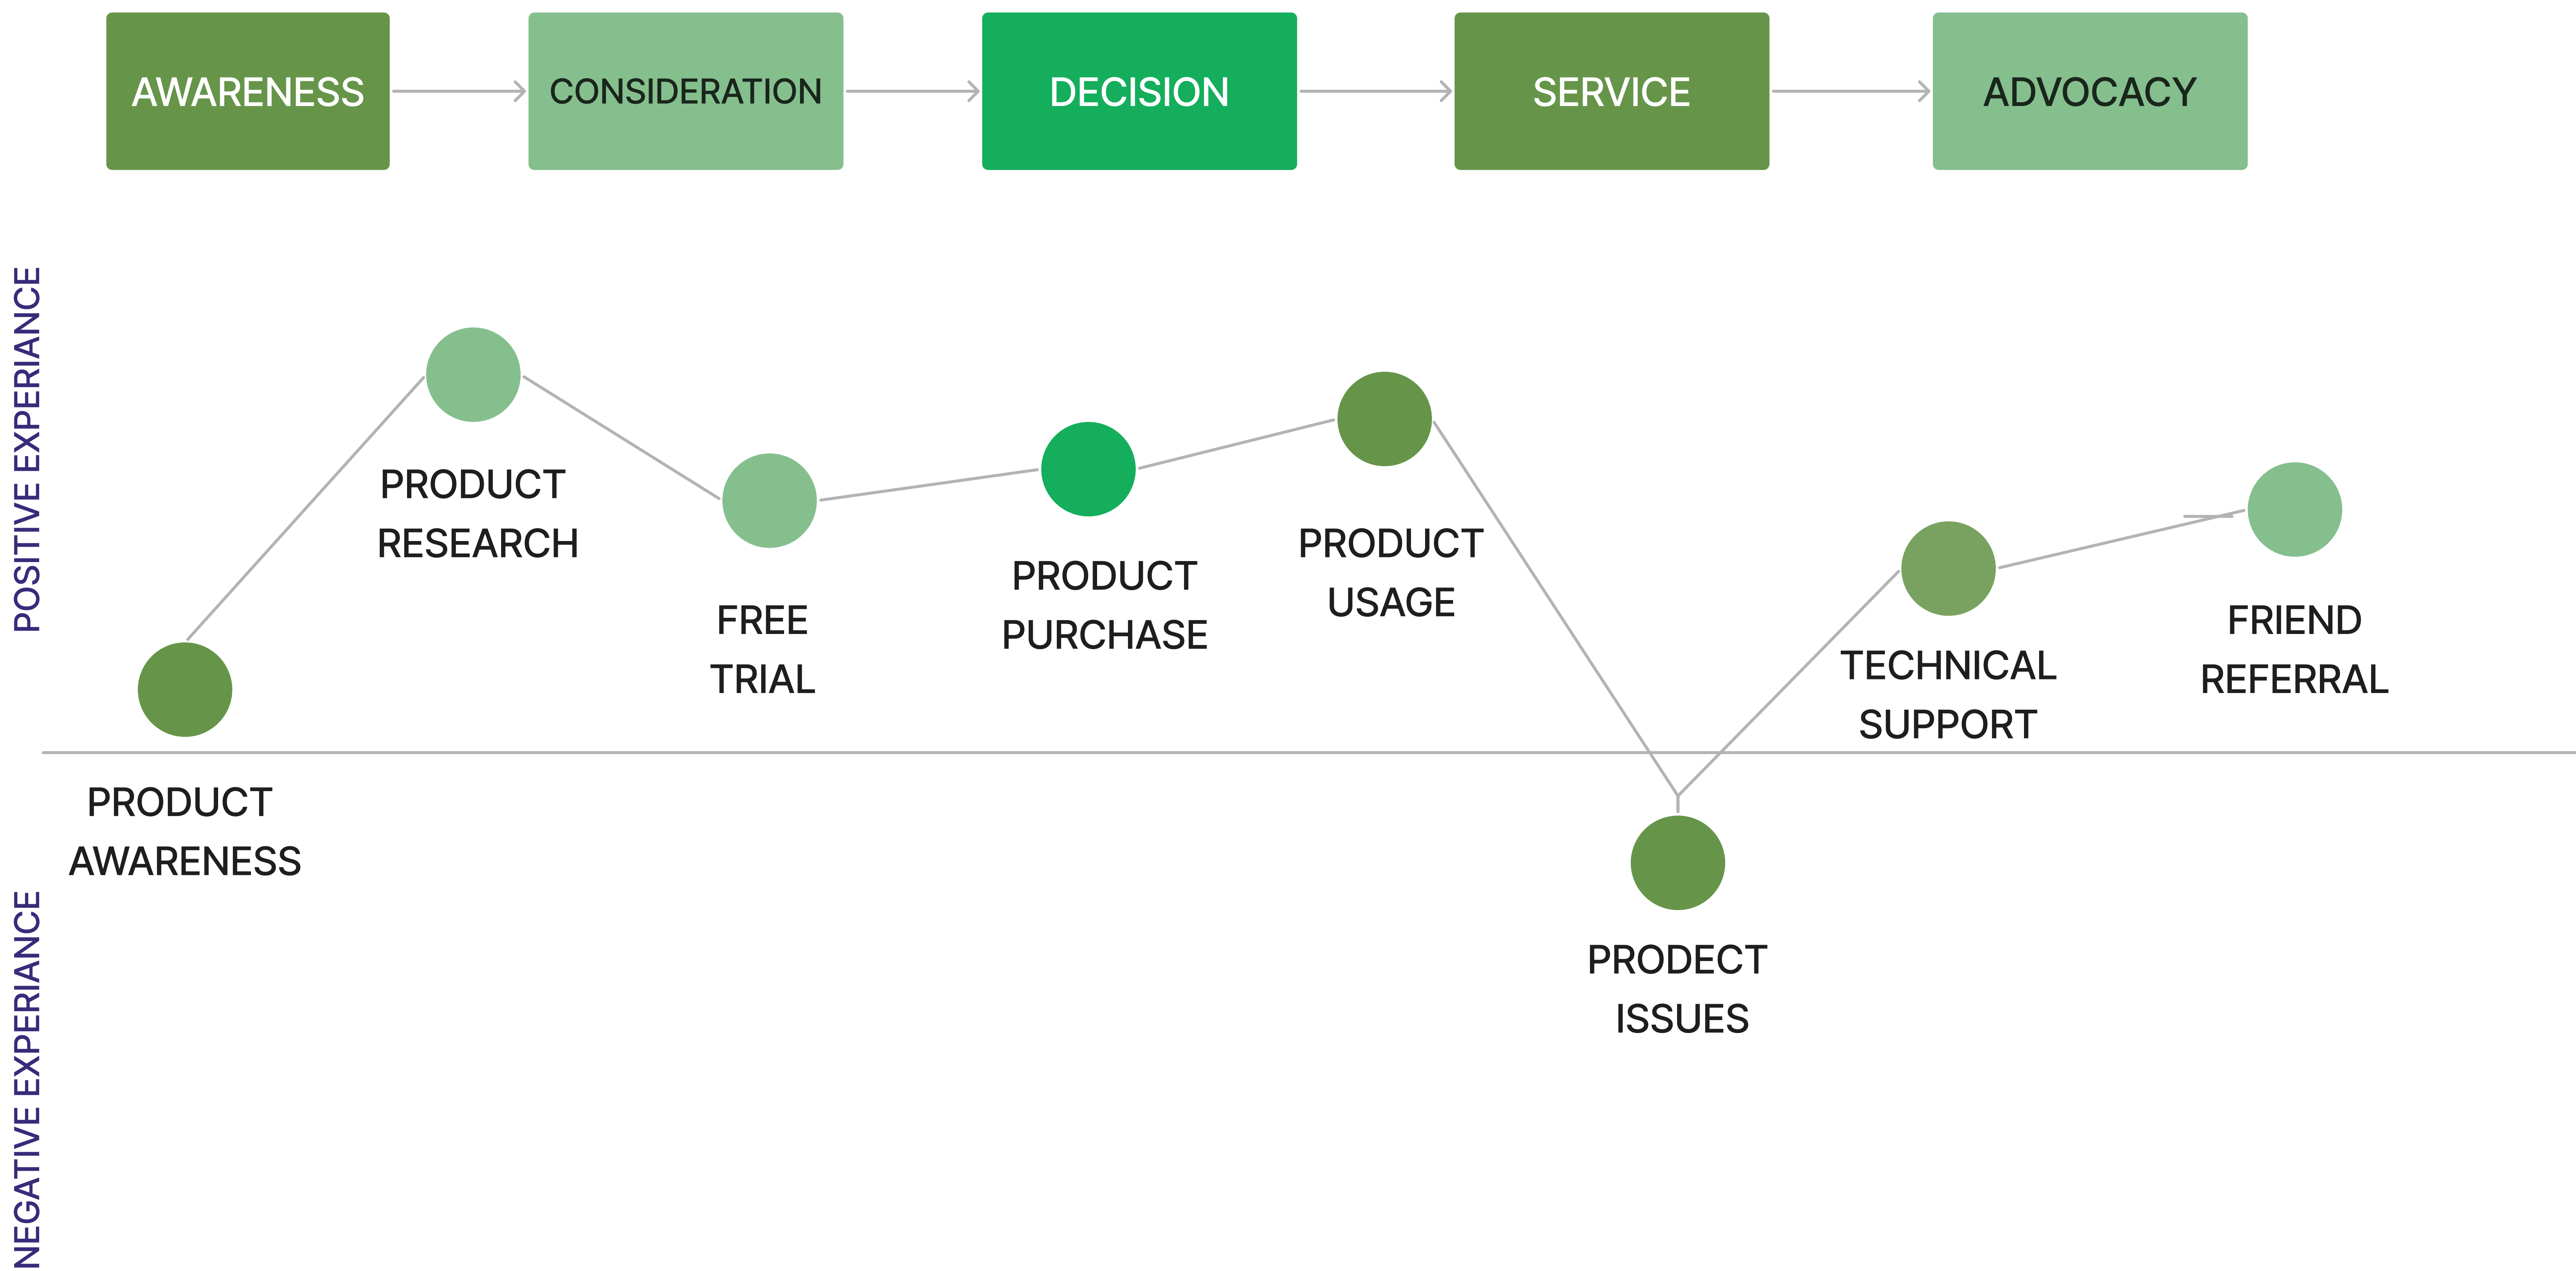 AWARENESS
CONSIDERATION
DECISION
SERVICE
ADVOCACY
POSITIVE EXPERIANCE
PRODUCT
RESEARCH
FREE
TRIAL
PRODUCT
PURCHASE
PRODUCT
USAGE
TECHNICAL
SUPPORT
FRIEND
REFERRAL
PRODUCT
AWARENESS
NEGATIVE EXPERIANCE
PRODECT
ISSUES